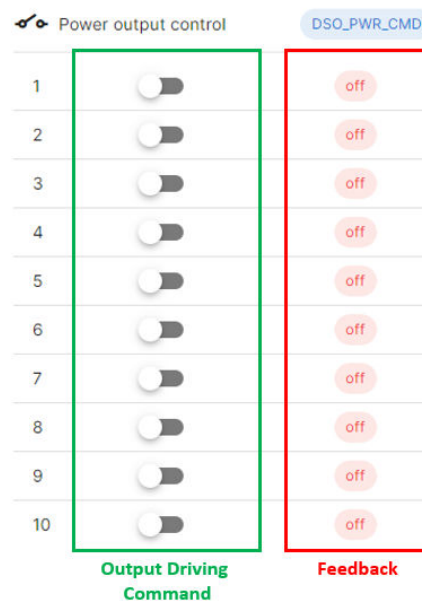 Power output control DSO_PWR_CMD
1 off
2 off
3 off
4 off
5 off
6 off
7 off
8 off
9 off
10 off
Output Driving Feedback
Command